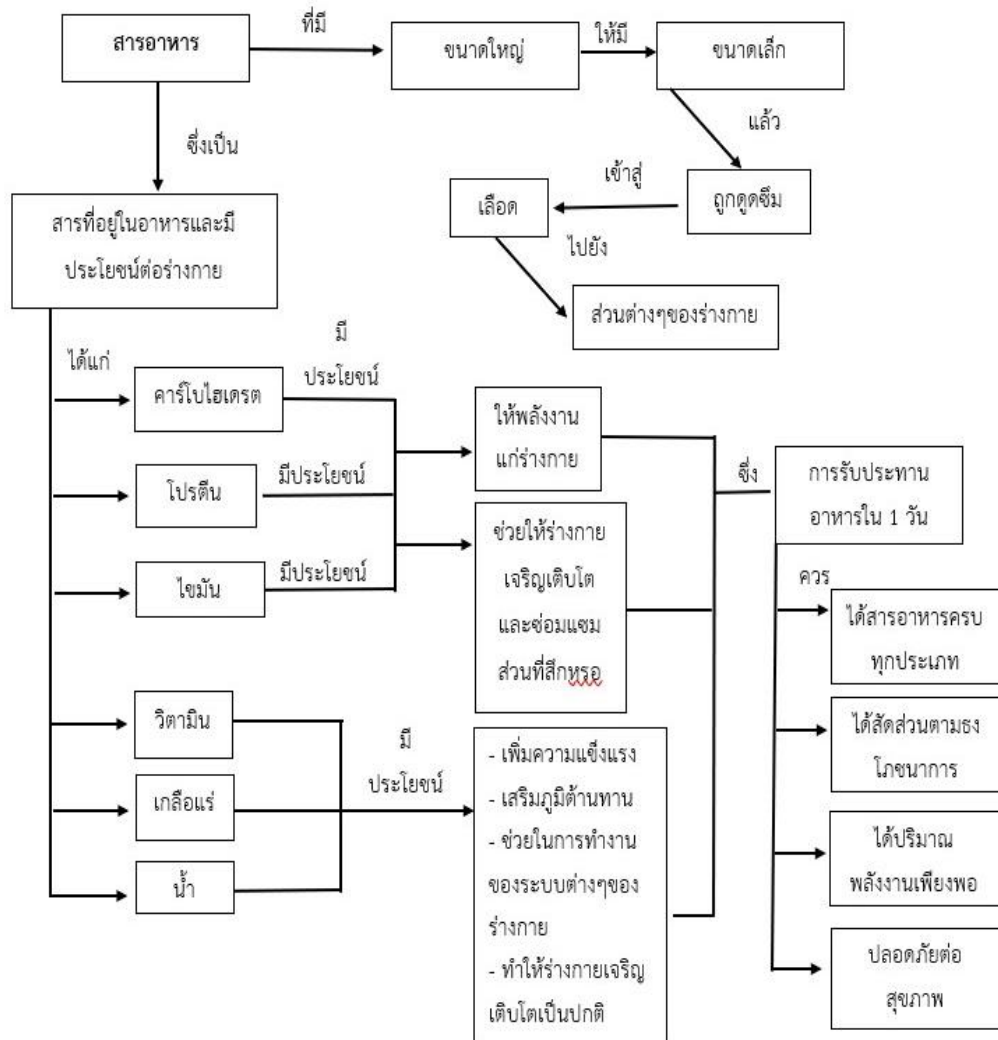 สารอาหาร
ที่มี
ขนาดใหญ่
ให้มี
ขนาดเล็ก
แล้ว
ถูกดูดซึม
เข้าสู่
เลือด
ไปยัง
ส่วนต่างๆของร่างกาย
ซึ่งเป็น
สารที่อยู่ในอาหารและมี
ประโยชน์ต่อร่างกาย
ได้แก่
คาร์โบไฮเดรต
มี
ประโยชน์
โปรตีน
มีประโยชน์
ไขมัน
มีประโยชน์
ให้พลังงาน
แก่ร่างกาย
ช่วยให้ร่างกาย
เจริญเติบโต
และซ่อมแซม
ส่วนที่สึกหรอ
วิตามิน
เกลือแร่
น้ำ
มี
ประโยชน์
- เพิ่มความแข็งแรง
- เสริมภูมิต้านทาน
- ช่วยในการทำงาน
ของระบบต่างๆของ
ร่างกาย
- ทำให้ร่างกายเจริญ
เติบโตเป็นปกติ
ซึ่ง
การรับประทาน
อาหารใน 1 วัน
ควร
ได้สารอาหารครบ
ทุกประเภท
ได้สัดส่วนตามธง
โภชนาการ
ได้ปริมาณ
พลังงานเพียงพอ
ปลอดภัยต่อ
สุขภาพ